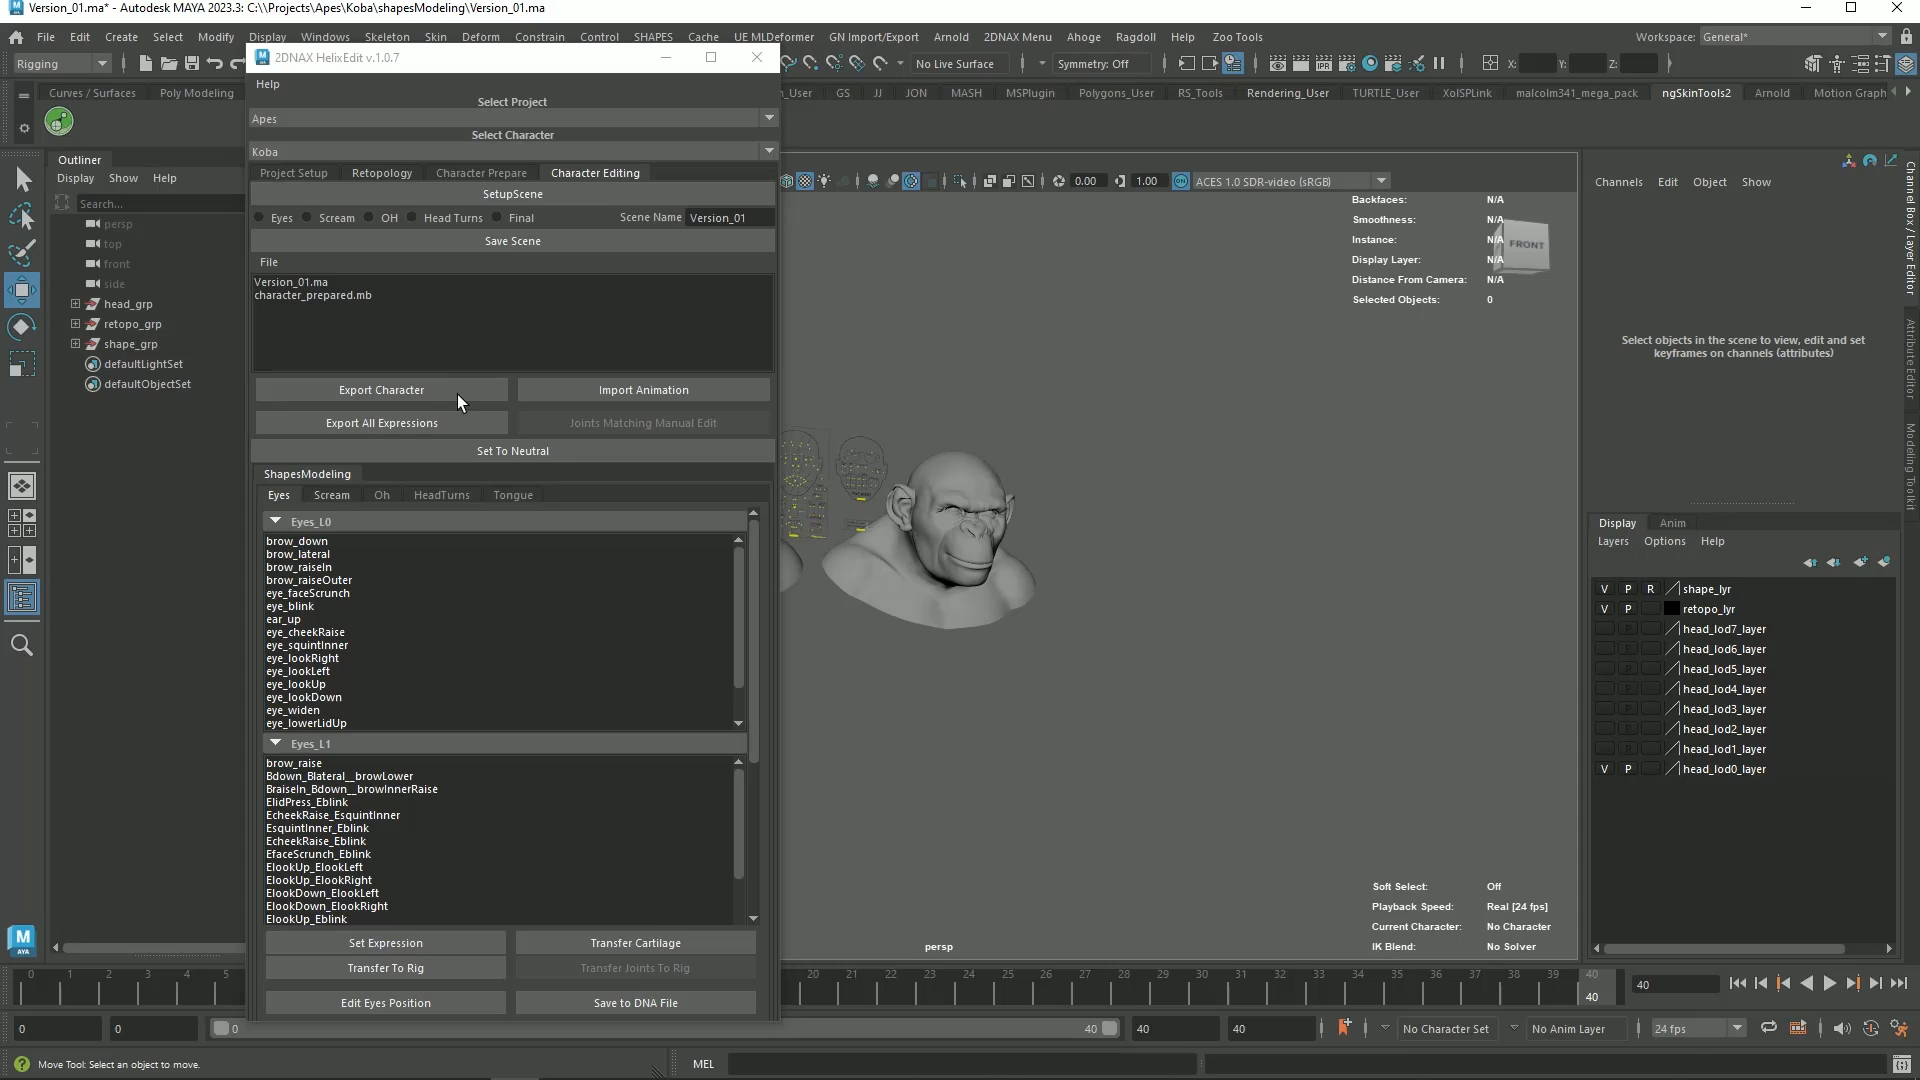 Version_01.ma* - Autodesk MAYA 2023.3: C:\\Projects\Apes\Koba\shapesModeling\Version_01.ma
File Edit Create Select Modify Display Windows Skeleton Skin Deform Constrain Control SHAPES Cache UE MLDeformer GN Import/Export Arnold 2DNAX Menu Ahoge Ragdoll Help Zoo Tools Workspace: General*
Rigging No Live Surface Symmetry: Off X: Y: Z:
Curves / Surfaces Poly Modeling _User GS JJ JON MASH MSPlugin Polygons_User RS_Tools Rendering_User TURTLE_User XolSPLink malcolm341_mega_pack ngSkinTools2 Arnold Motion Graph
2DNAX HelixEdit v.1.0.7
Help
Select Project
Apes
Select Character
Koba
Project Setup Retopology Character Prepare Character Editing
SetupScene
Eyes Scream OH Head Turns Final Scene Name Version_01
Save Scene
File
Version_01.ma
character_prepared.mb
Export Character Import Animation
Export All Expressions Joints Matching Manual Edit
Set To Neutral
ShapesModeling
Eyes Scream Oh HeadTurns Tongue
Eyes_L0
brow_down
brow_lateral
brow_raiseIn
brow_raiseOuter
eye_faceScrunch
eye_blink
ear_up
eye_cheekRaise
eye_squintInner
eye_lookRight
eye_lookLeft
eye_lookUp
eye_lookDown
eye_widen
eye_lowerLidUp
Eyes_L1
brow_raise
Bdown_Blateral__browLower
BraiseIn_Bdown__browInnerRaise
ElidPress_Eblink
EcheekRaise_EsquintInner
EsquintInner_Eblink
EcheekRaise_Eblink
EfaceScrunch_Eblink
ElookUp_ElookLeft
ElookUp_ElookRight
ElookDown_ElookLeft
ElookDown_ElookRight
ElookUp_Eblink
Set Expression Transfer Cartilage
Transfer To Rig Transfer Joints To Rig
Edit Eyes Position Save to DNA File
Outliner
Display Show Help
Search...
persp
top
front
side
head_grp
retopo_grp
shape_grp
defaultLightSet
defaultObjectSet
0.00 1.00 ACES 1.0 SDR-video (sRGB)
Backfaces: N/A
Smoothness: N/A
Instance: N/A
Display Layer: N/A
Distance From Camera: N/A
Selected Objects: 0
FRONT
Soft Select: Off
Playback Speed: Real [24 fps]
Current Character: No Character
IK Blend: No Solver
persp
Channels Edit Object Show
Select objects in the scene to view, edit and set
keyframes on channels (attributes)
Channel Box / Layer Editor
Attribute Editor
Modeling Toolkit
Display Anim
Layers Options Help
V P R shape_lyr
V P retopo_lyr
P head_lod7_layer
P head_lod6_layer
P head_lod5_layer
P head_lod4_layer
P head_lod3_layer
P head_lod2_layer
P head_lod1_layer
V P head_lod0_layer
M
AYA
0 1 2 3 4 5 20 21 22 23 24 25 26 27 28 29 30 31 32 33 34 35 36 37 38 39 40
40 40
0 0 0 40 40 40 No Character Set No Anim Layer 24 fps
Move Tool: Select an object to move. MEL